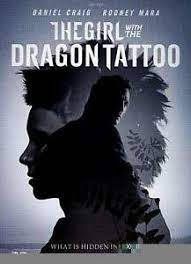 DANIEL CRAIG ROONEY MARA
THE GIRL WITH THE
DRAGON TATTOO
WHAT IS HIDDEN IN